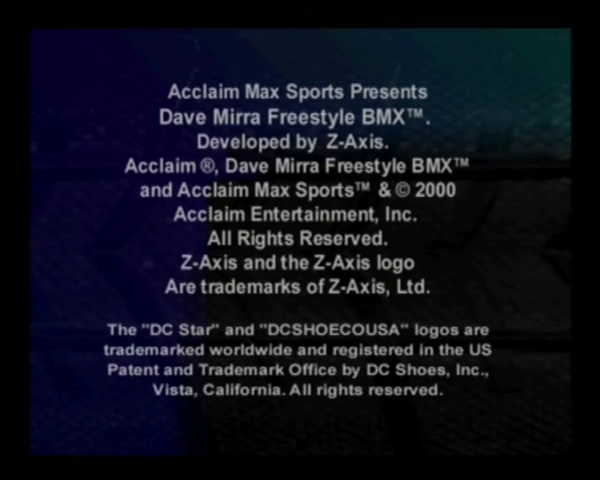 Acclaim Max Sports Presents
Dave Mirra Freestyle BMX™.
Developed by Z-Axis.
Acclaim ®, Dave Mirra Freestyle BMX™
and Acclaim Max Sports™ & © 2000
Acclaim Entertainment, Inc.
All Rights Reserved.
Z-Axis and the Z-Axis logo
Are trademarks of Z-Axis, Ltd.
The "DC Star" and "DCSHOECOUSA" logos are
trademarked worldwide and registered in the US
Patent and Trademark Office by DC Shoes, Inc.,
Vista, California. All rights reserved.